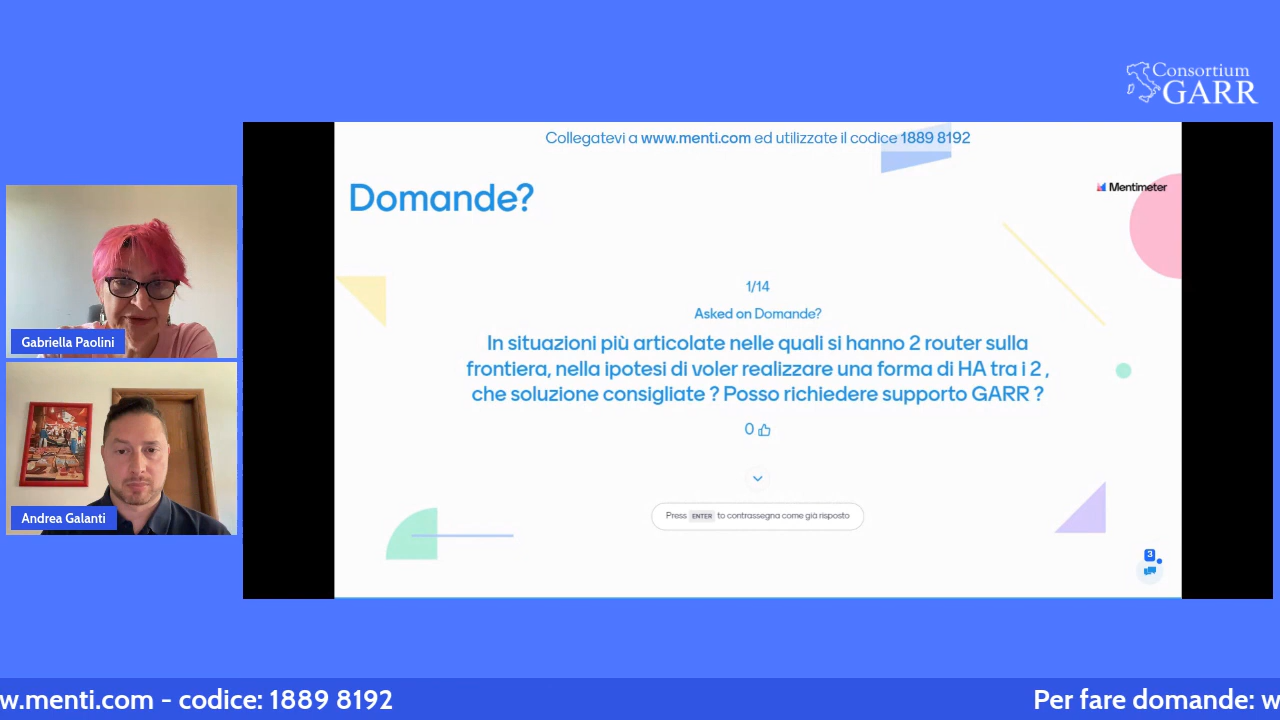 Consortium
GARR
Collegatevi a www.menti.com ed utilizzate il codice 1889 8192
Domande?
Mentimeter
1/14
Asked on Domande?
In situazioni più articolate nelle quali si hanno 2 router sulla
frontiera, nella ipotesi di voler realizzare una forma di HA tra i 2 ,
che soluzione consigliate ? Posso richiedere supporto GARR ?
0
Press ENTER to contrassegna come già risposto
3
Gabriella Paolini
Andrea Galanti
w.menti.com - codice: 1889 8192
Per fare domande: w